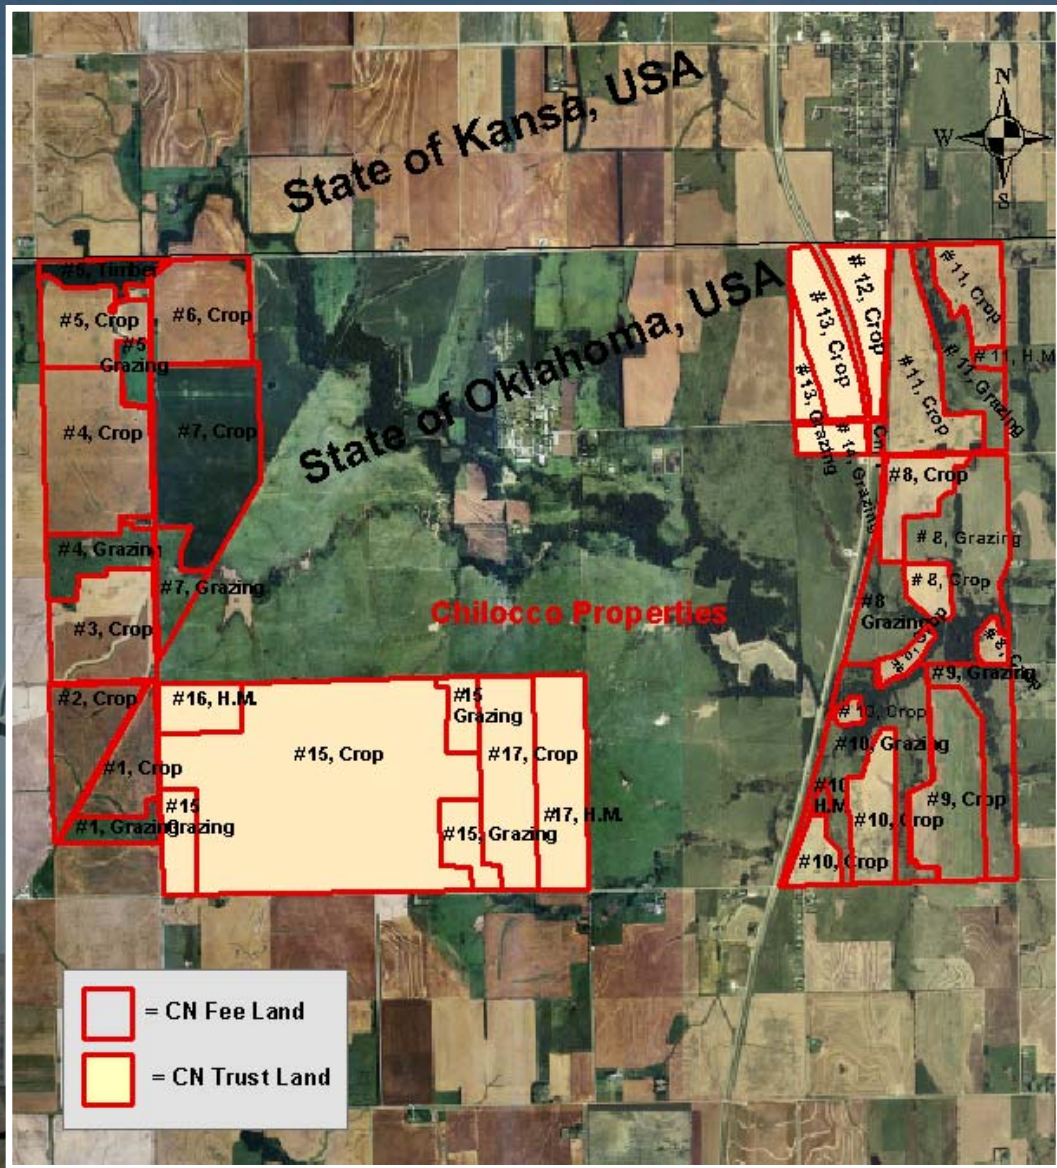 State of Kansa, USA
N
W
S
State of Oklahoma, USA
#5, Timber
#5, Crop
#6, Crop
#5
Grazing
#4, Crop
#7, Crop
#4, Grazing
#7, Grazing
#3, Crop
#2, Crop
#1, Crop
#1, Grazing
# 12, Crop
# 13, Crop
#13, Grazing
# 14, Grazing
# 11, Crop
# 11, H.M.
# 11, Grazing
#11, Crop
#8, Crop
# 8, Grazing
# 8, Crop
#8
Grazing
# 8, Crop
#9, Grazing
# 10, Crop
#10, Grazing
#10
H.M.
#10, Crop
#9, Crop
#10, Crop
Chilocco Properties
#16, H.M.
#15
Grazing
#15, Crop
#17, Crop
#15
Grazing
#15, Grazing
#17, H.M.
= CN Fee Land
= CN Trust Land